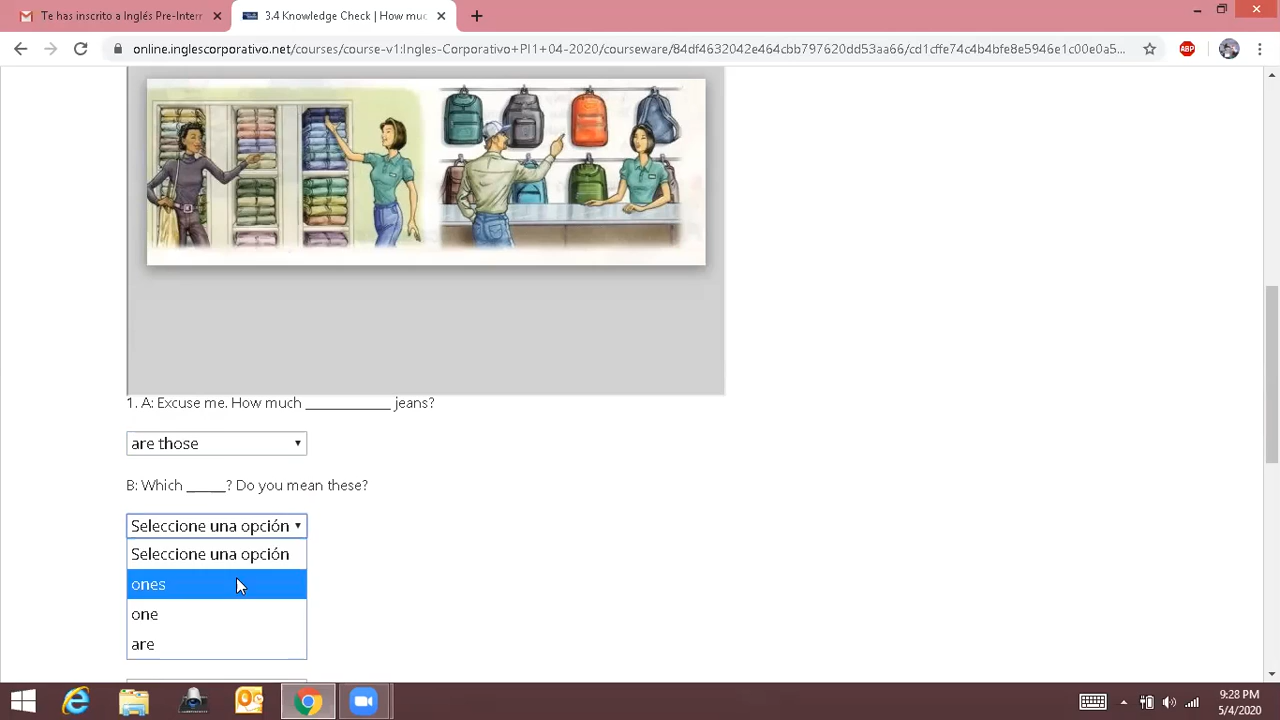 Te has inscrito a Inglés Pre-Interr
3.4 Knowledge Check | How muc
online.inglescorporativo.net/courses/course-v1:Ingles-Corporativo+PI1+04-2020/courseware/84df4632042e464cbb797620dd53aa66/cd1cffe74c4b4bfe8e5946e1c00e0a5...
ABP
1. A: Excuse me. How much ____________ jeans?
are those
B: Which _____? Do you mean these?
Seleccione una opción
Seleccione una opción
ones
one
are
9:28 PM
5/4/2020